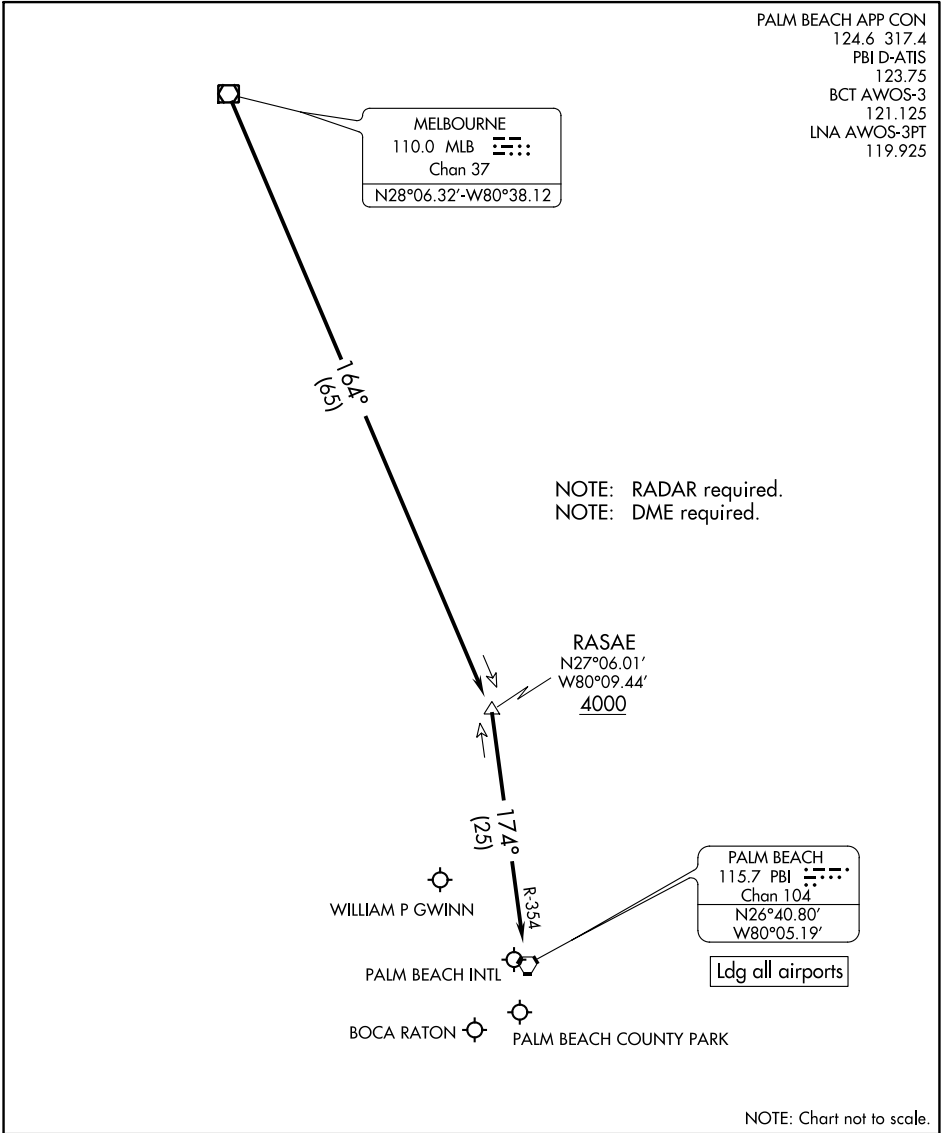 PALM BEACH APP CON
124.6 317.4
PBI D-ATIS
123.75
BCT AWOS-3
121.125
LNA AWOS-3PT
119.925
MELBOURNE
110.0 MLB
Chan 37
N28°06.32'-W80°38.12
164°
(65)
NOTE: RADAR required.
NOTE: DME required.
RASAE
N27°06.01'
W80°09.44'
4000
174°
(25)
R-354
WILLIAM P GWINN
PALM BEACH
115.7 PBI
Chan 104
N26°40.80'
W80°05.19'
Ldg all airports
PALM BEACH INTL
BOCA RATON
PALM BEACH COUNTY PARK
NOTE: Chart not to scale.